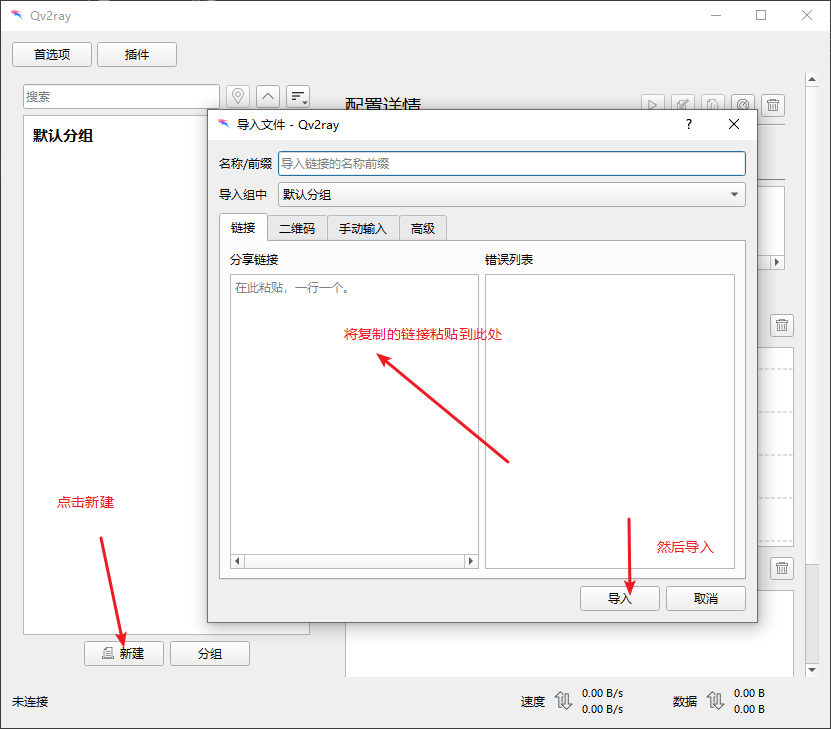 Qv2ray
首选项
插件
搜索
配置详情
默认分组
导入文件 - Qv2ray
?
名称/前缀
导入链接的名称前缀
导入组中
默认分组
链接
二维码
手动输入
高级
分享链接
错误列表
在此粘贴，一行一个。
将复制的链接粘贴到此处
点击新建
然后导入
导入
取消
新建
分组
未连接
速度
0.00 B/s
0.00 B/s
数据
0.00 B
0.00 B